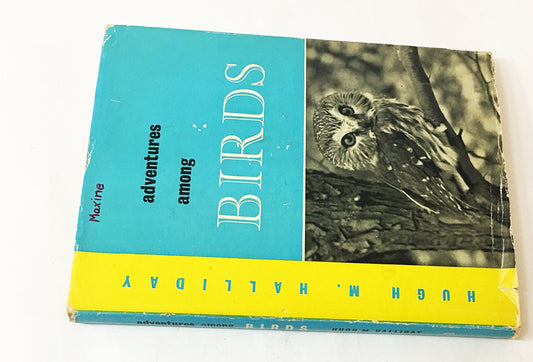 Maxine
adventures
among
BIRDS
HUGH M. HALLIDAY
adventures among BIRDS HUGH M. HALLIDAY